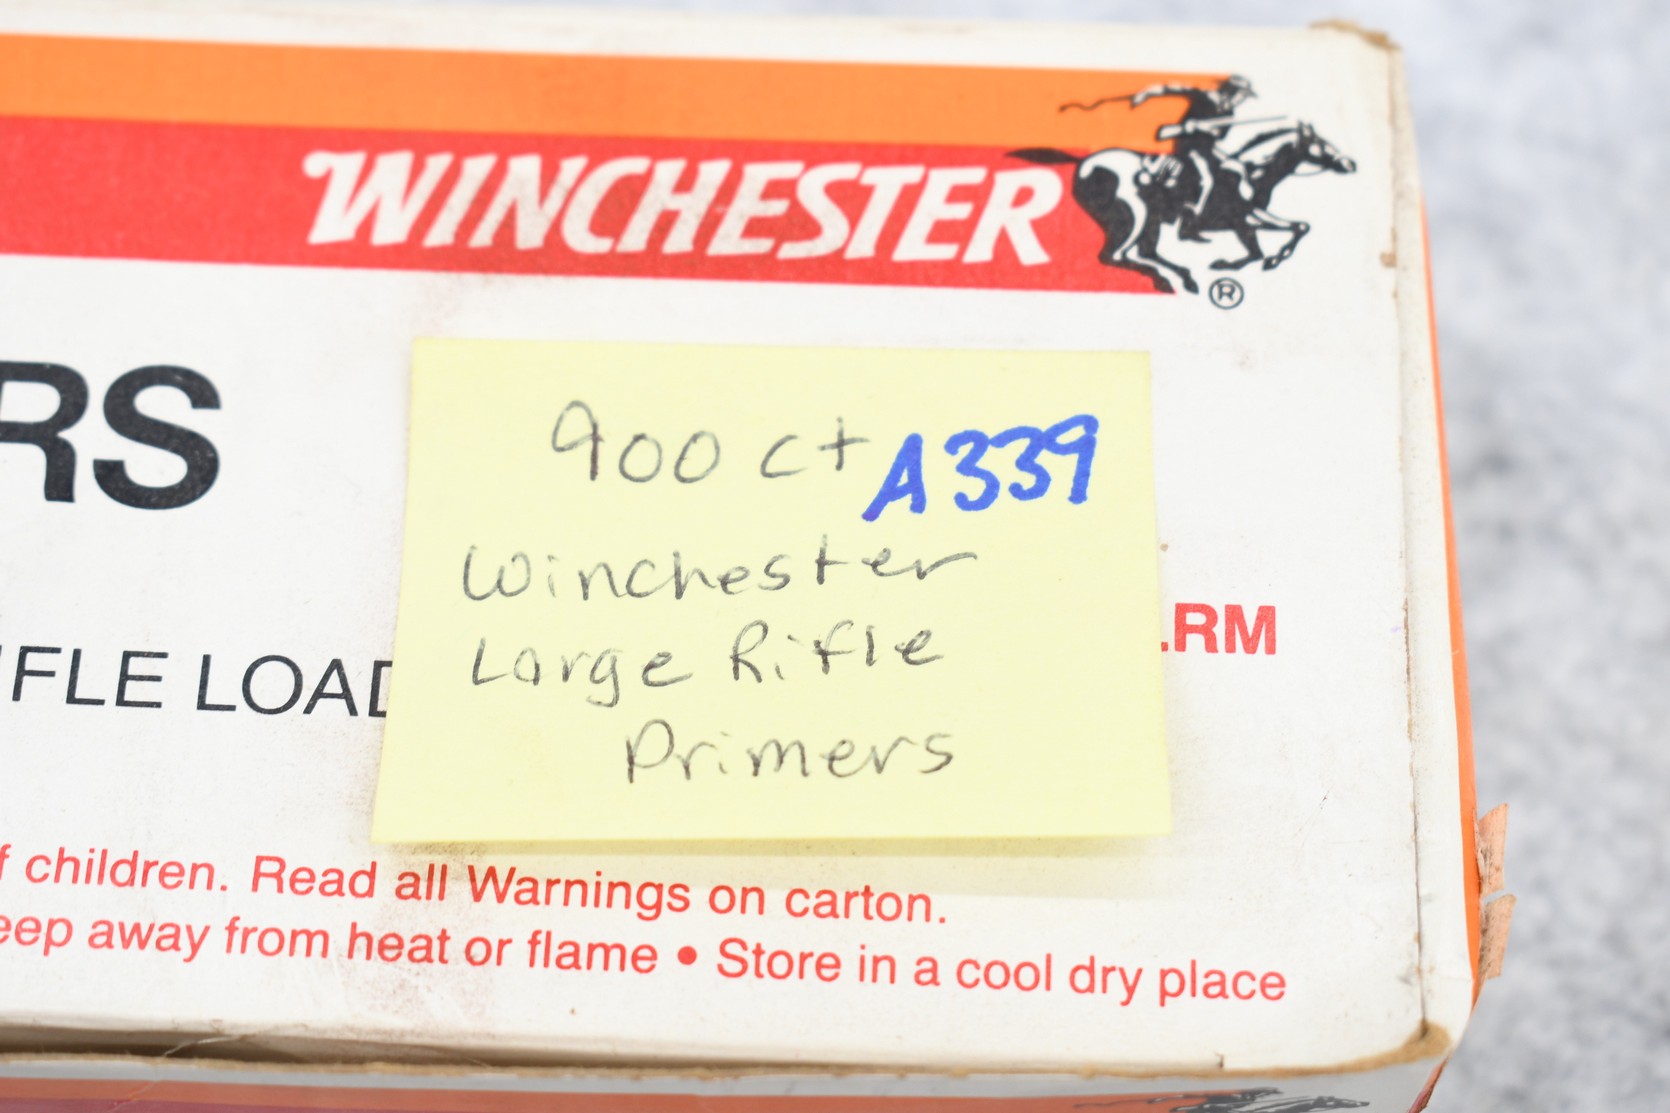 WINCHESTER
®
RS
900 ct A339
Winchester
Large Rifle
Primers
.RM
IFLE LOAD
f children. Read all Warnings on carton.
eep away from heat or flame • Store in a cool dry place